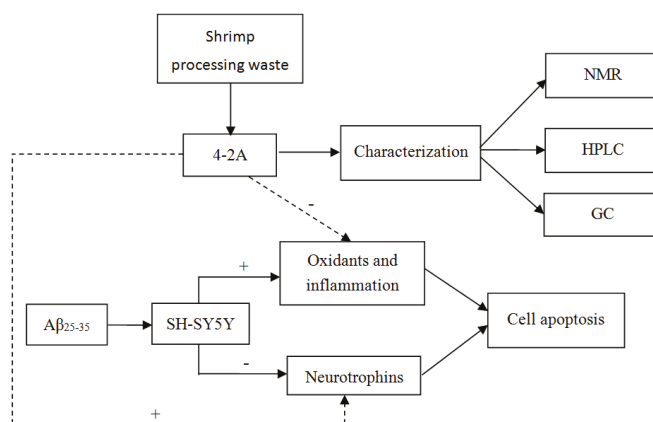 Shrimp
processing waste
NMR
4-2A
Characterization
HPLC
GC
-
Oxidants and
inflammation
+
Aβ25-35
SH-SY5Y
Cell apoptosis
-
Neurotrophins
+